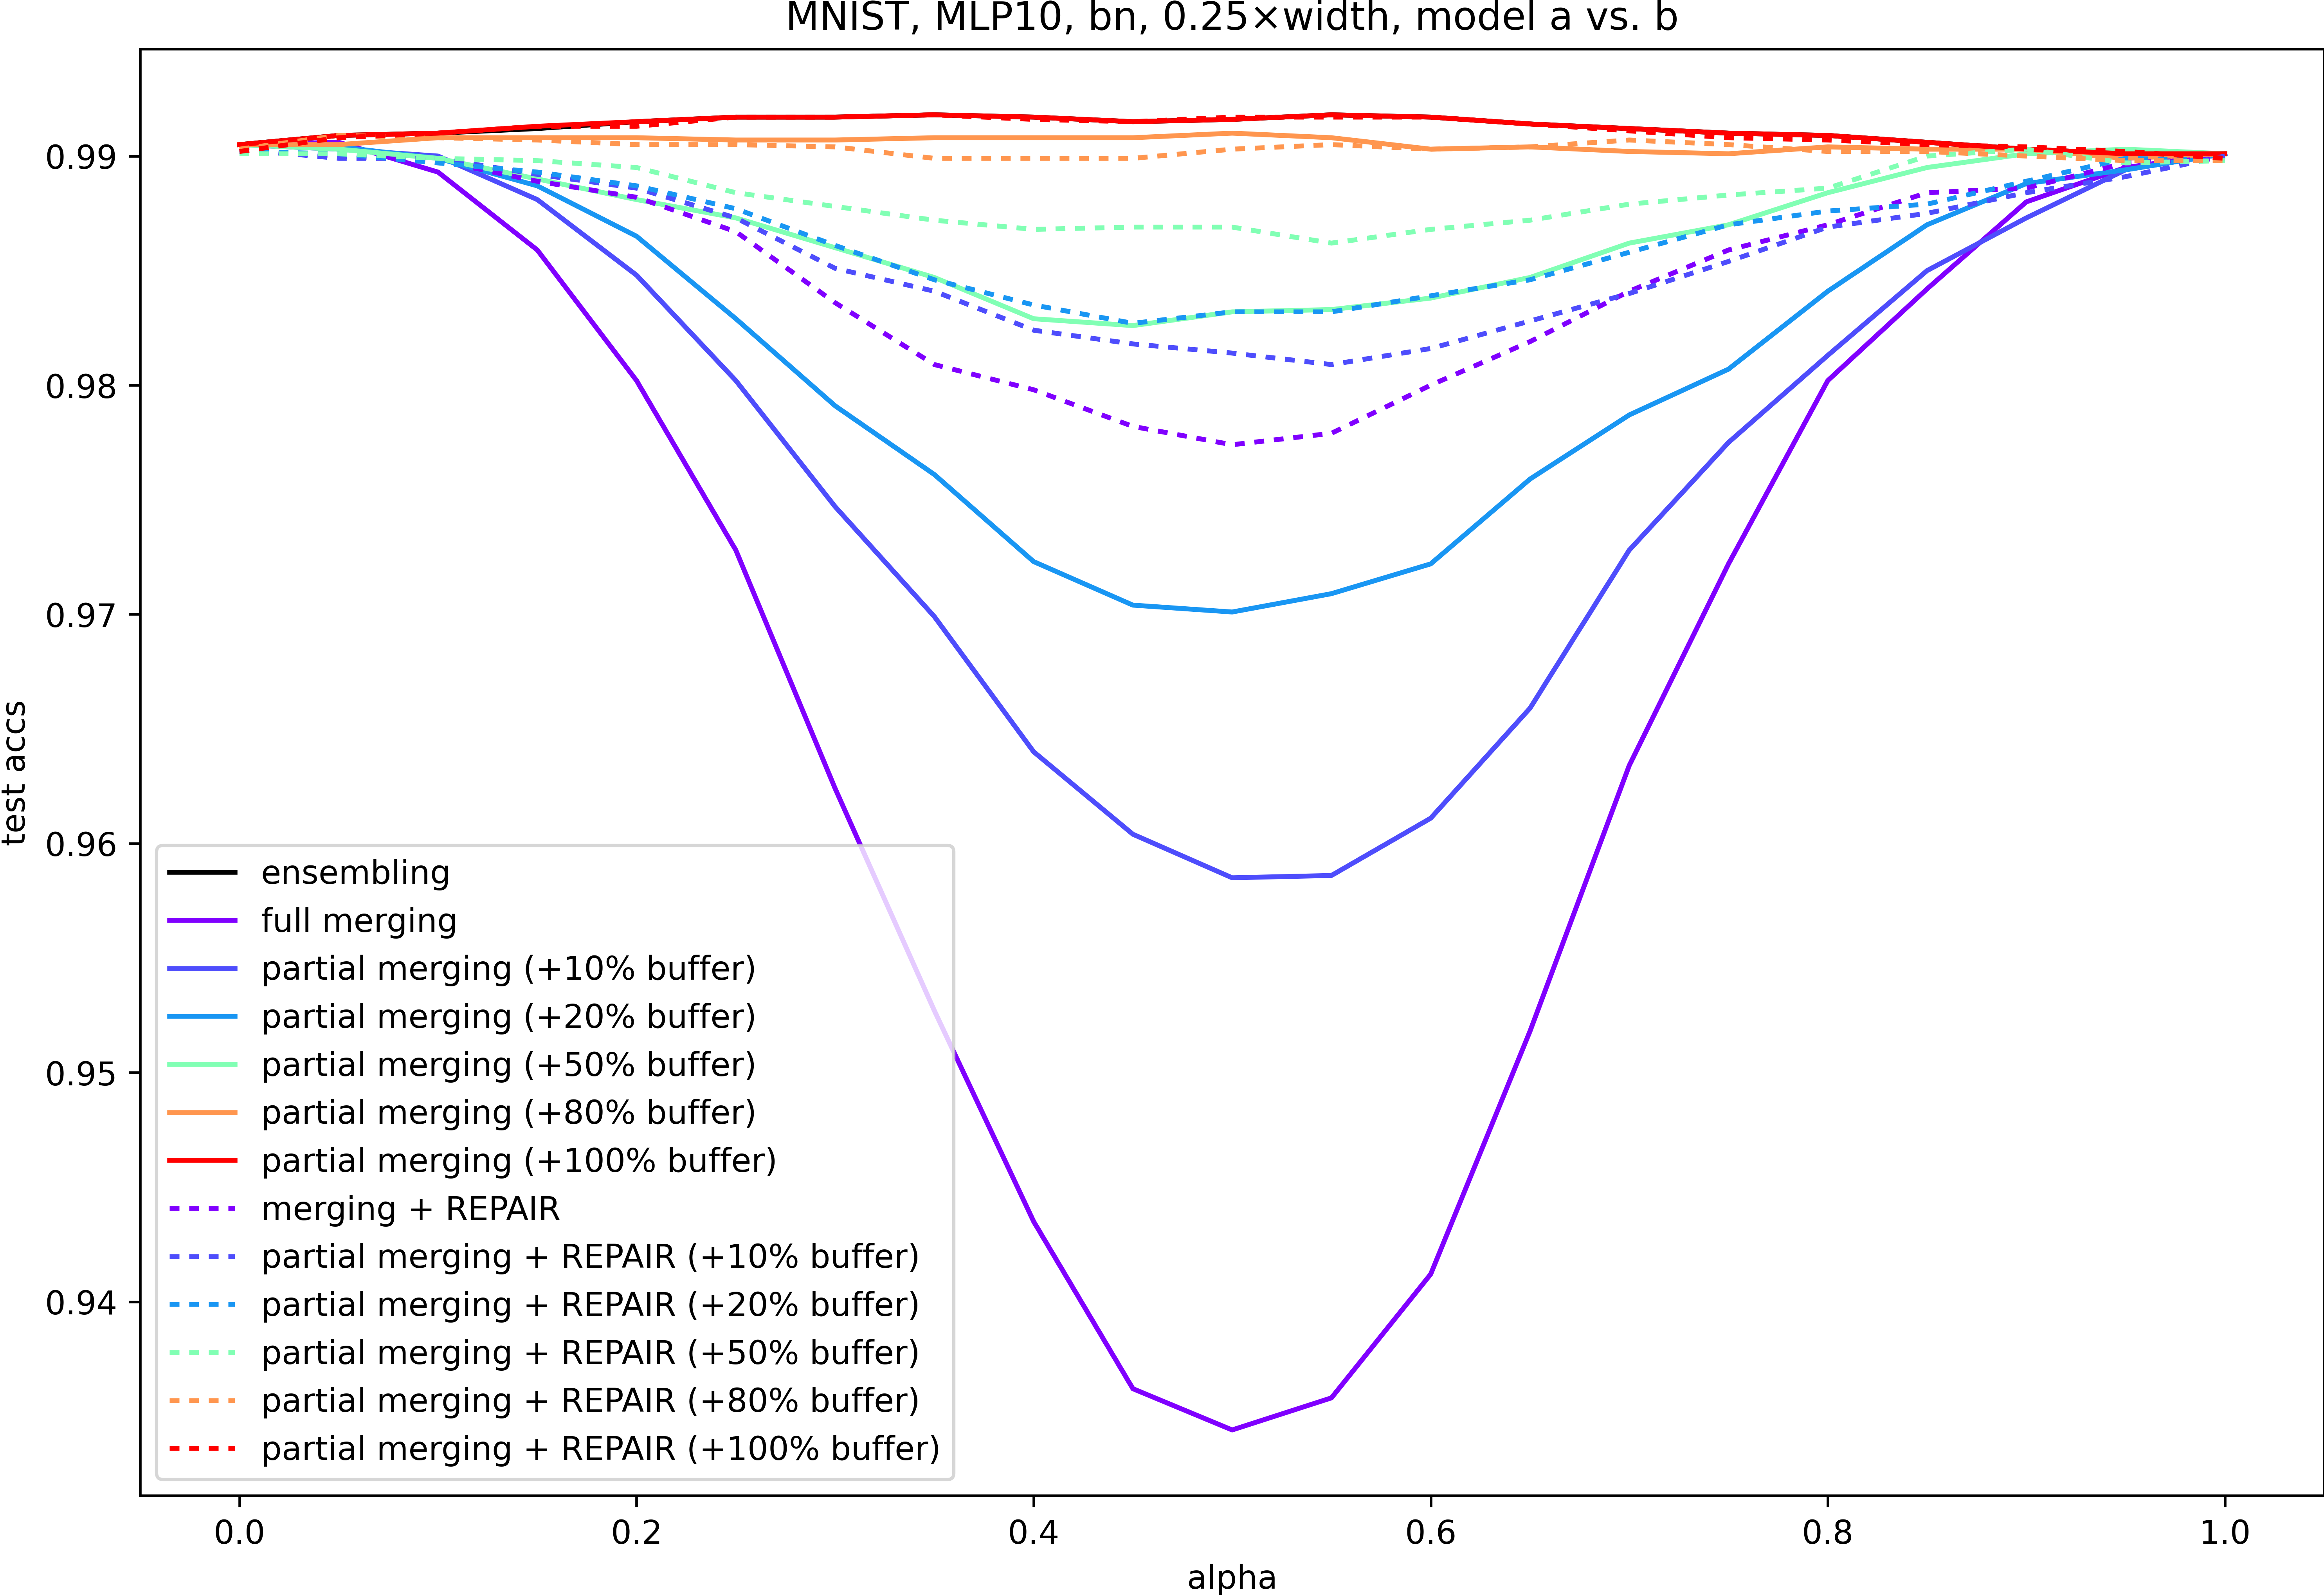 MNIST, MLP10, bn, 0.25×width, model a vs. b
test accs
0.99
0.98
0.97
0.96
0.95
0.94
ensembling
full merging
partial merging (+10% buffer)
partial merging (+20% buffer)
partial merging (+50% buffer)
partial merging (+80% buffer)
partial merging (+100% buffer)
merging + REPAIR
partial merging + REPAIR (+10% buffer)
partial merging + REPAIR (+20% buffer)
partial merging + REPAIR (+50% buffer)
partial merging + REPAIR (+80% buffer)
partial merging + REPAIR (+100% buffer)
0.0 0.2 0.4 0.6 0.8 1.0
alpha